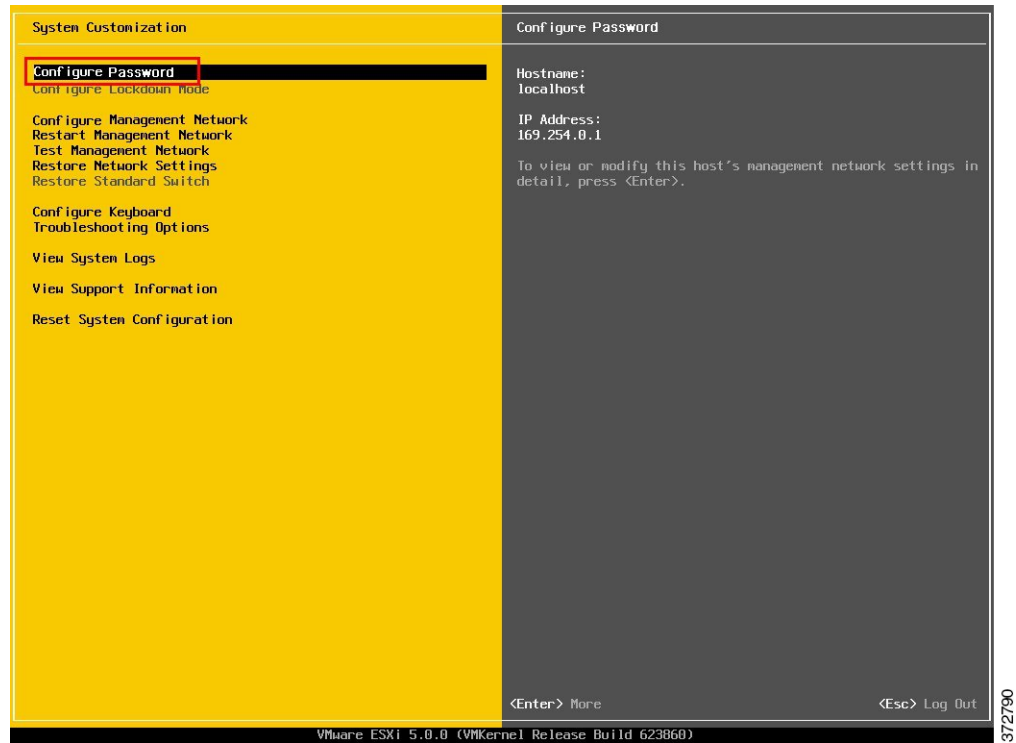 System Customization
Configure Password
Configure Password
Configure Lockdown Mode
Configure Management Network
Restart Management Network
Test Management Network
Restore Network Settings
Restore Standard Switch
Configure Keyboard
Troubleshooting Options
View System Logs
View Support Information
Reset System Configuration
Hostname:
localhost
IP Address:
169.254.0.1
To view or modify this host's management network settings in
detail, press <Enter>.
<Enter> More
<Esc> Log Out
VMware ESXi 5.0.0 (VMKernel Release Build 623860)
372790